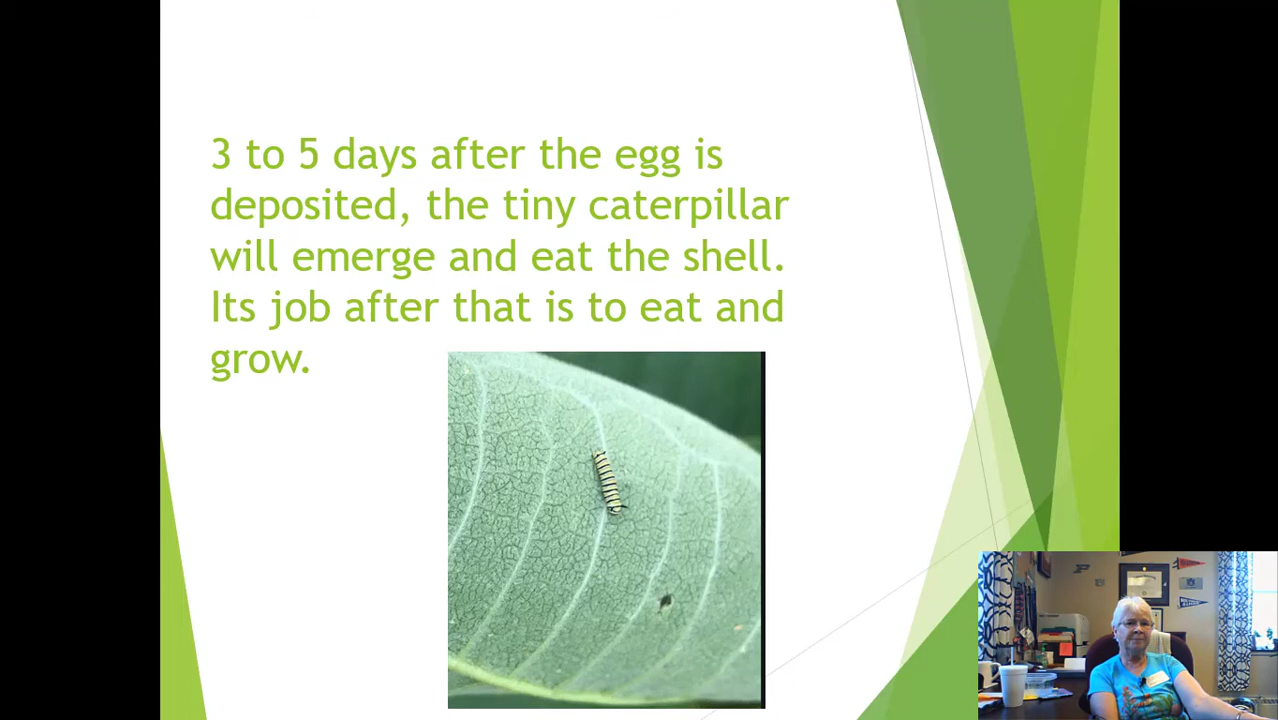 3 to 5 days after the egg is
deposited, the tiny caterpillar
will emerge and eat the shell.
Its job after that is to eat and
grow.